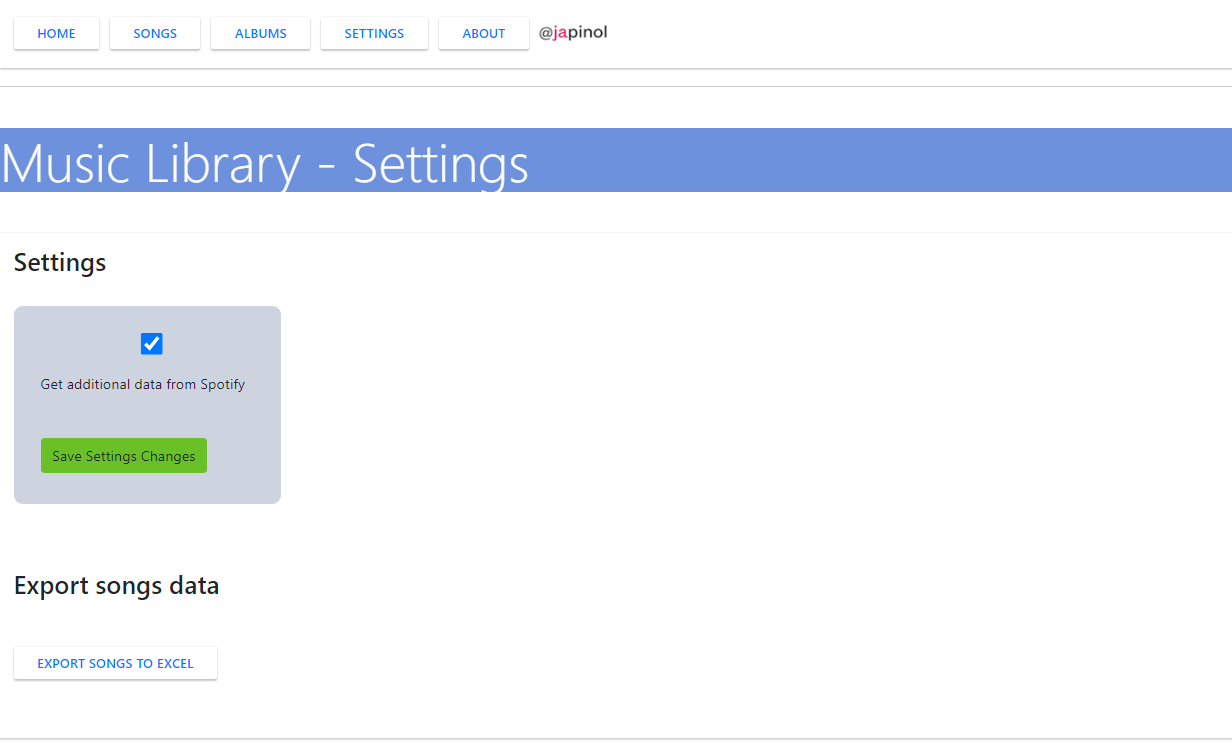 HOME SONGS ALBUMS SETTINGS ABOUT @japinol
Music Library - Settings
Settings
Get additional data from Spotify
Save Settings Changes
Export songs data
EXPORT SONGS TO EXCEL